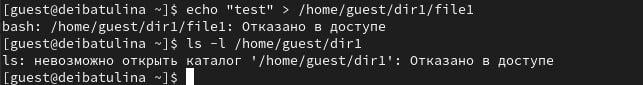 [guest@deibatulina ~]$ echo "test" > /home/guest/dir1/file1
bash: /home/guest/dir1/file1: Отказано в доступе
[guest@deibatulina ~]$ ls -l /home/guest/dir1
ls: невозможно открыть каталог '/home/guest/dir1': Отказано в доступе
[guest@deibatulina ~]$